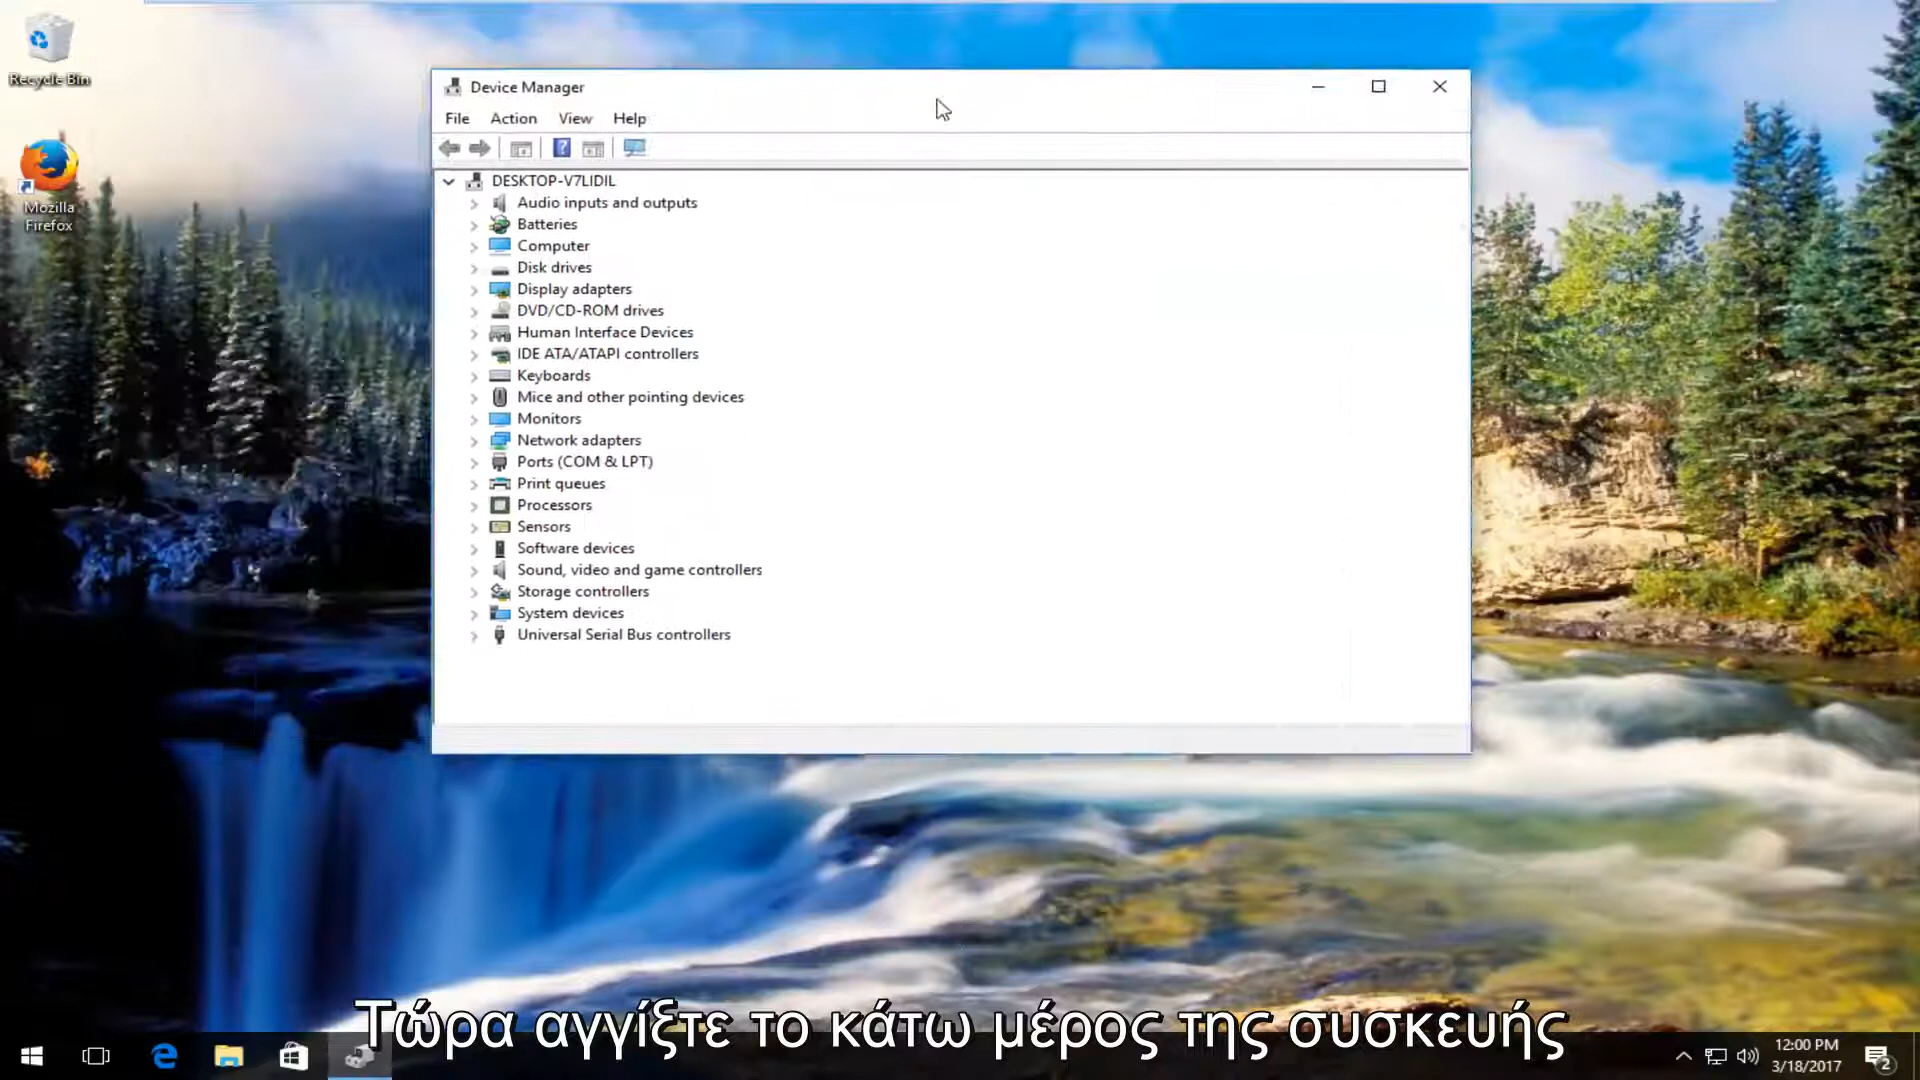 Recycle Bin
Mozilla
Firefox
Device Manager
File Action View Help
DESKTOP-V7LIDIL
Audio inputs and outputs
Batteries
Computer
Disk drives
Display adapters
DVD/CD-ROM drives
Human Interface Devices
IDE ATA/ATAPI controllers
Keyboards
Mice and other pointing devices
Monitors
Network adapters
Ports (COM & LPT)
Print queues
Processors
Sensors
Software devices
Sound, video and game controllers
Storage controllers
System devices
Universal Serial Bus controllers
Τώρα αγγίξτε το κάτω μέρος της συσκευής
12:00 PM
3/18/2017
2